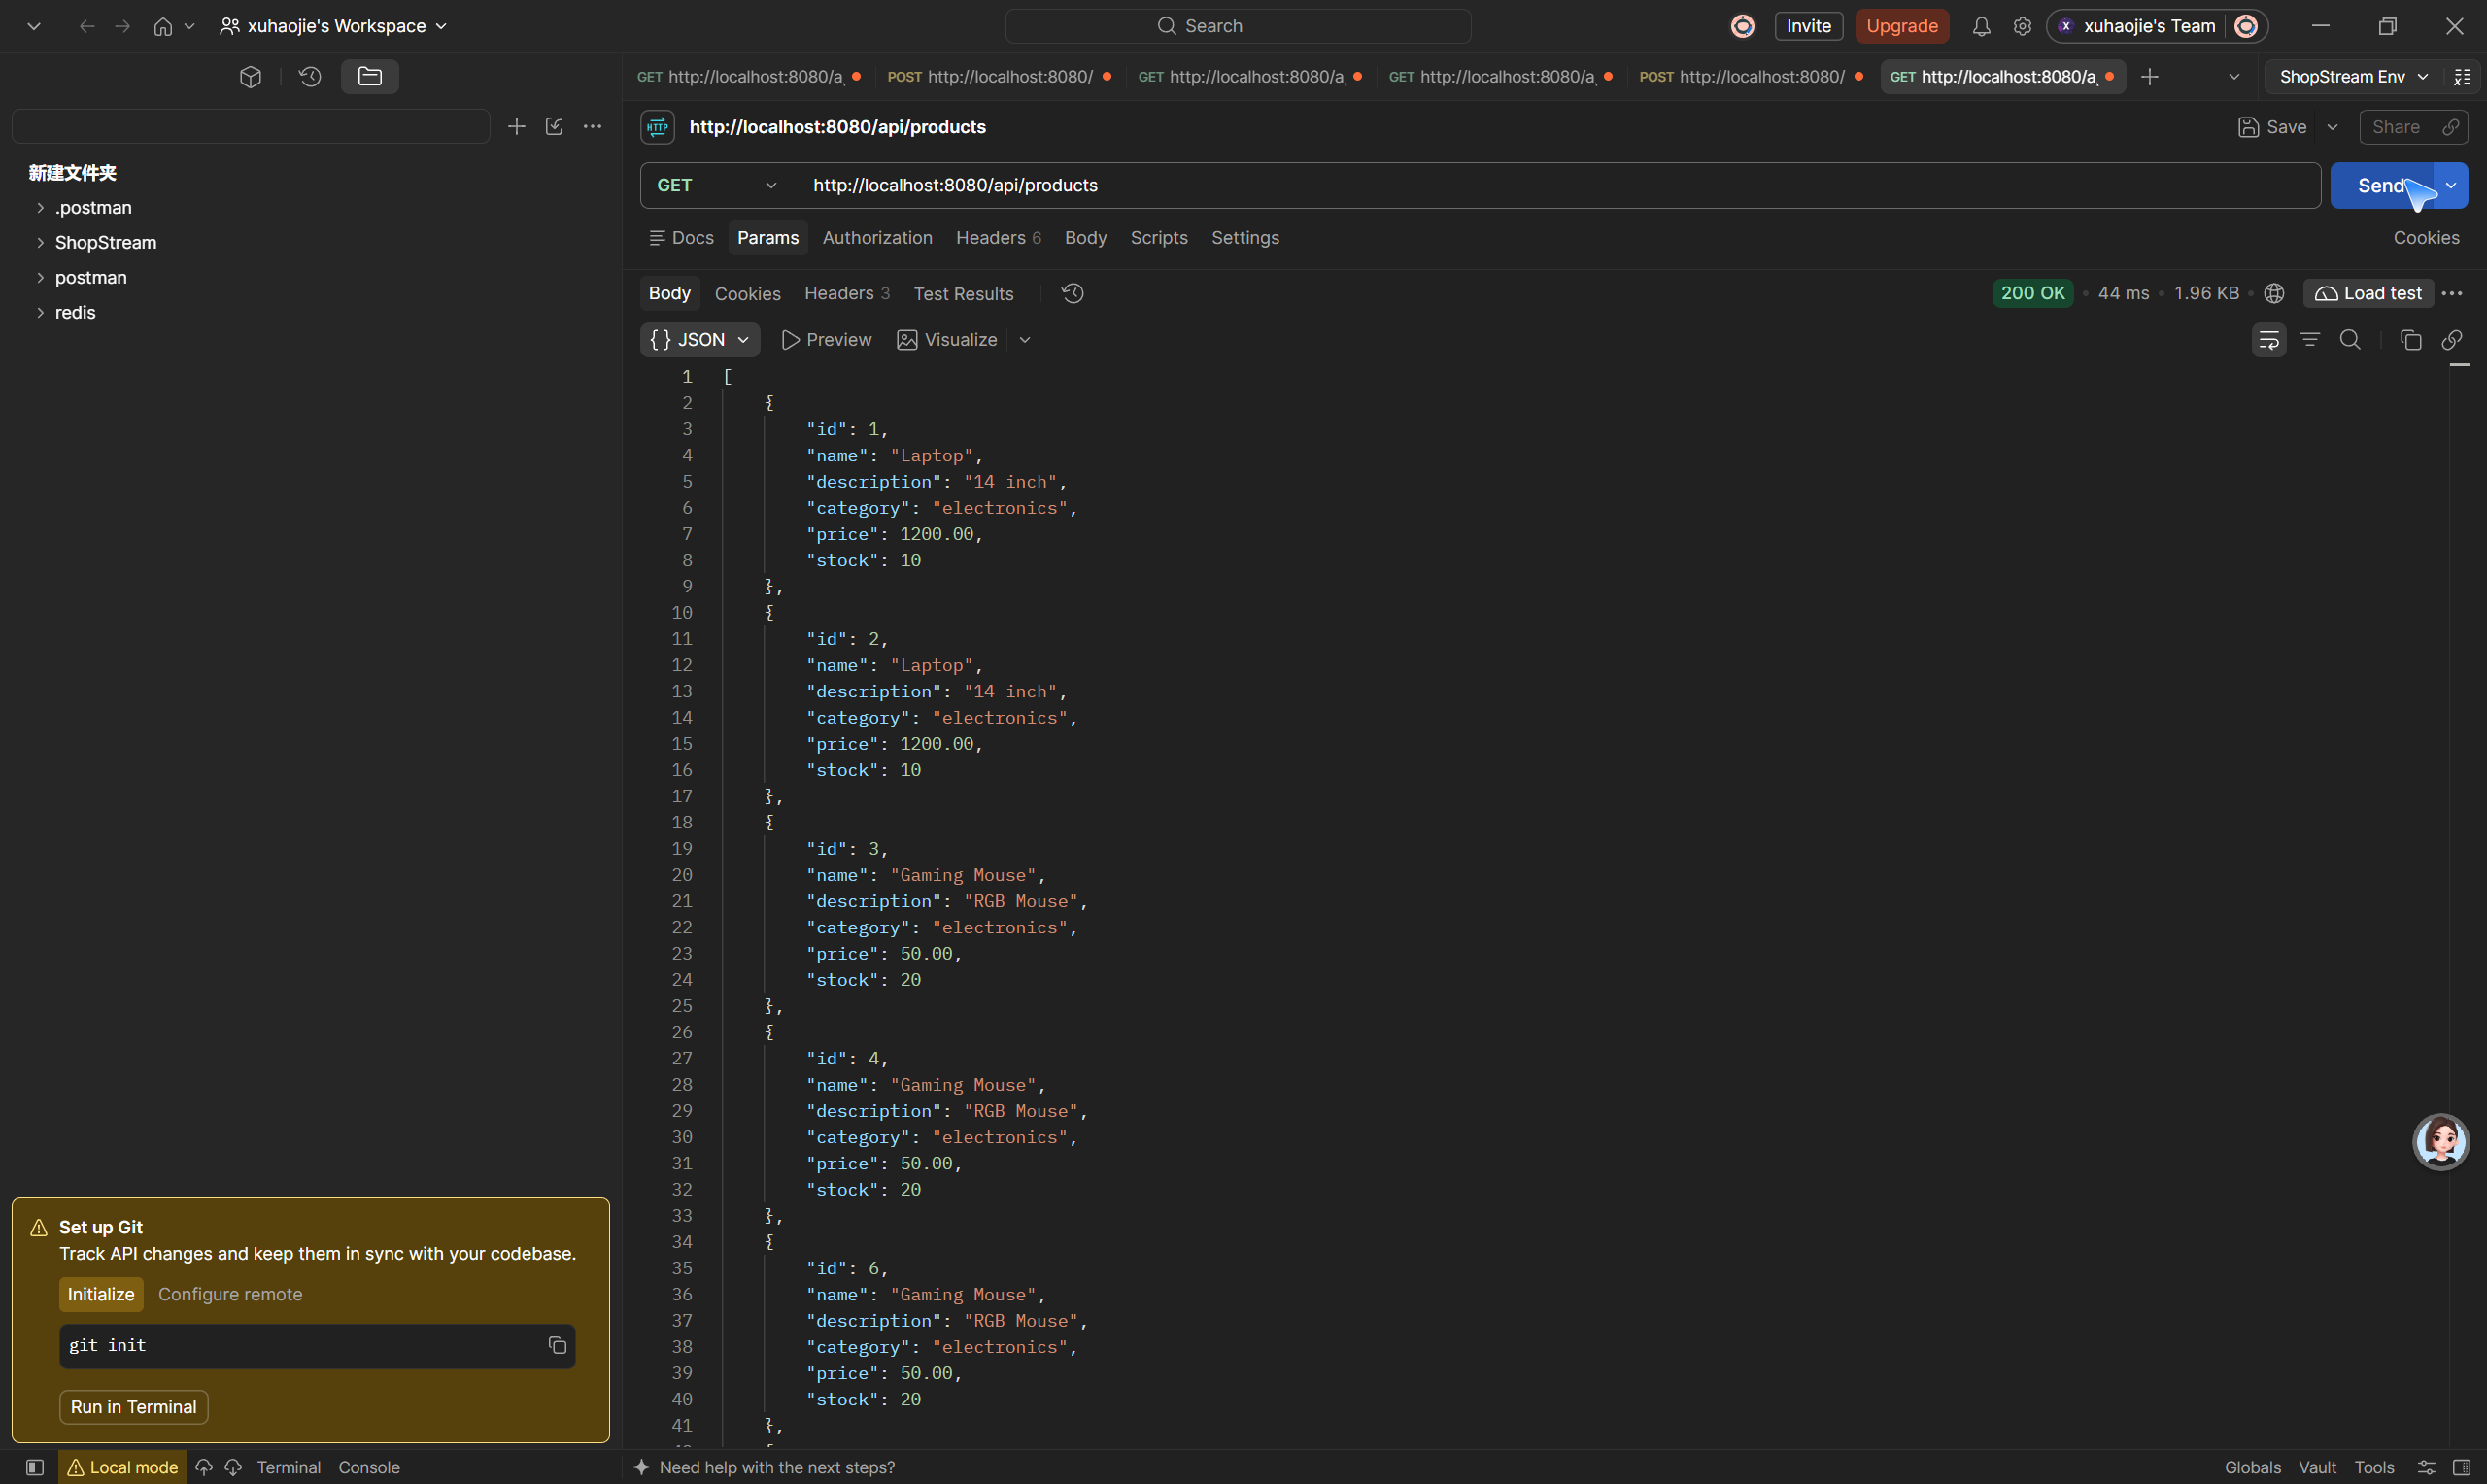 xuhaojie's Workspace
Search
Invite
Upgrade
X xuhaojie's Team
GET http://localhost:8080/a
POST http://localhost:8080/
GET http://localhost:8080/a
GET http://localhost:8080/a
POST http://localhost:8080/
GET http://localhost:8080/a
ShopStream Env
HTTP http://localhost:8080/api/products
Save
Share
新建文件夹
.postman
ShopStream
postman
redis
GET http://localhost:8080/api/products
Send
Docs Params Authorization Headers 6 Body Scripts Settings
Cookies
Body Cookies Headers 3 Test Results
200 OK • 44 ms • 1.96 KB
Load test
{} JSON Preview Visualize
1 [
2 {
3 "id": 1,
4 "name": "Laptop",
5 "description": "14 inch",
6 "category": "electronics",
7 "price": 1200.00,
8 "stock": 10
9 },
10 {
11 "id": 2,
12 "name": "Laptop",
13 "description": "14 inch",
14 "category": "electronics",
15 "price": 1200.00,
16 "stock": 10
17 },
18 {
19 "id": 3,
20 "name": "Gaming Mouse",
21 "description": "RGB Mouse",
22 "category": "electronics",
23 "price": 50.00,
24 "stock": 20
25 },
26 {
27 "id": 4,
28 "name": "Gaming Mouse",
29 "description": "RGB Mouse",
30 "category": "electronics",
31 "price": 50.00,
32 "stock": 20
33 },
34 {
35 "id": 6,
36 "name": "Gaming Mouse",
37 "description": "RGB Mouse",
38 "category": "electronics",
39 "price": 50.00,
40 "stock": 20
41 },
Set up Git
Track API changes and keep them in sync with your codebase.
Initialize Configure remote
git init
Run in Terminal
Local mode
Terminal Console
Need help with the next steps?
Globals Vault Tools